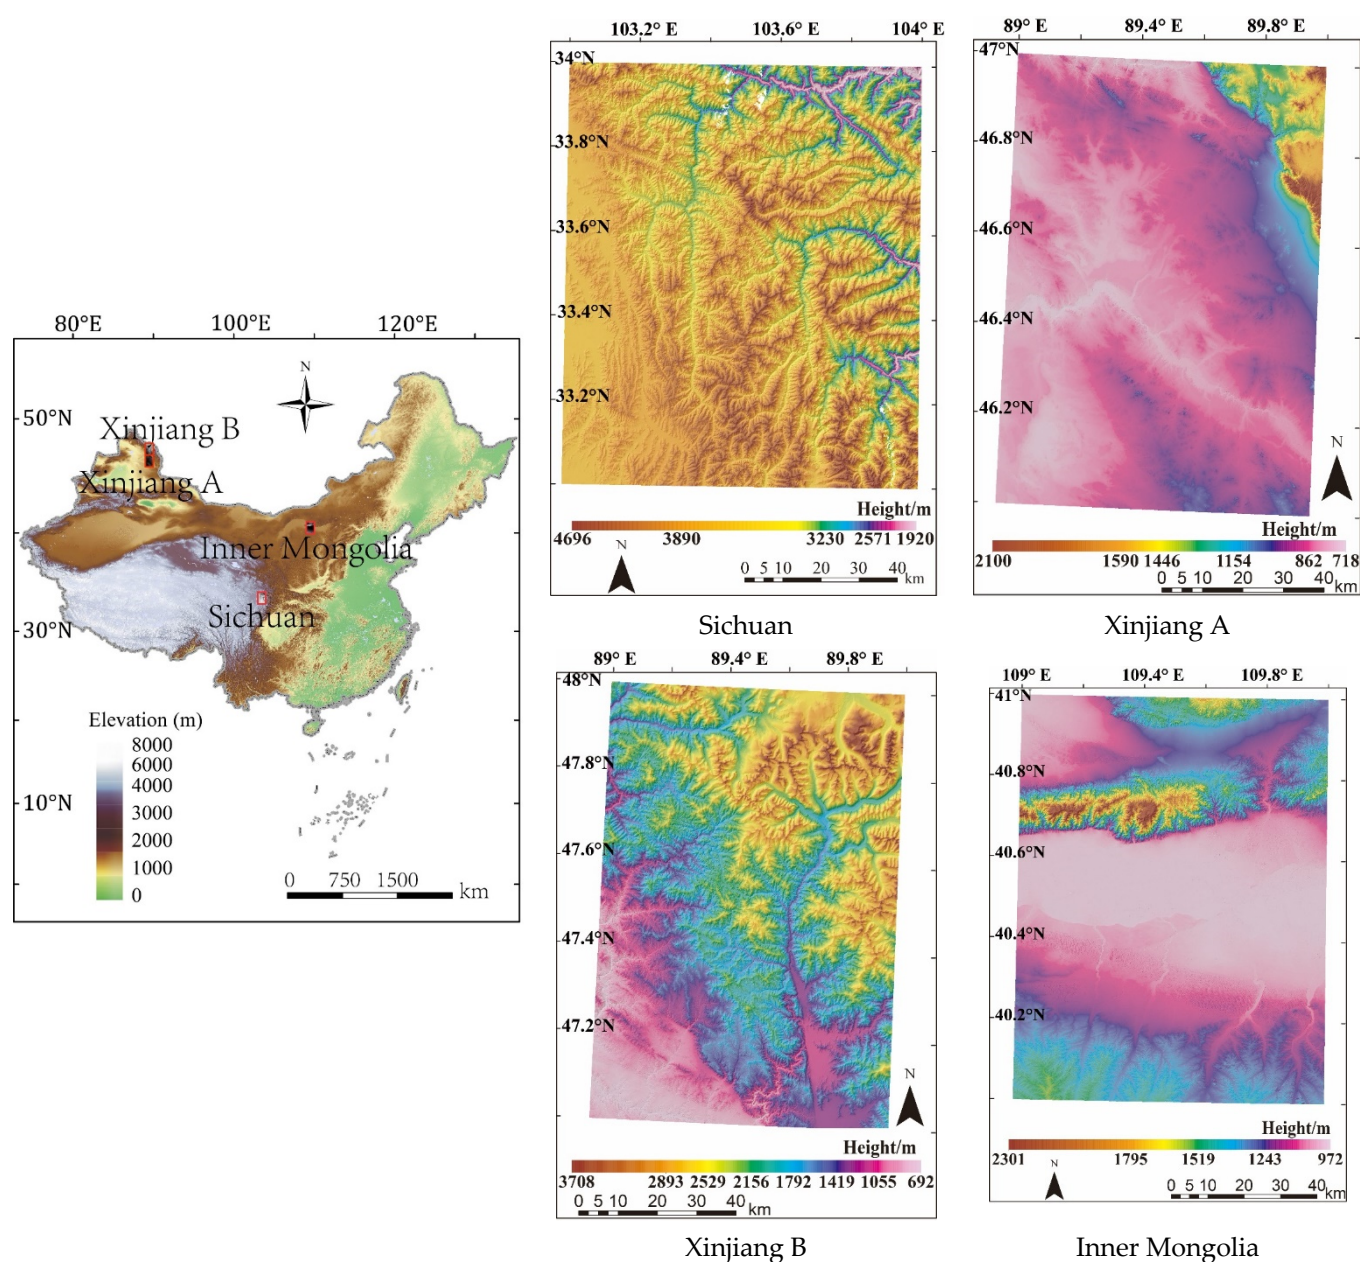 80°E 100°E 120°E
N
50°N
Xinjiang B
Xinjiang A
Inner Mongolia
Sichuan
30°N
Elevation (m)
8000
6000
4000
3000
2000
1000
0
10°N
0 750 1500
km
103.2° E 103.6° E 104° E
34°N
33.8°N
33.6°N
33.4°N
33.2°N
Height/m
4696 3890 3230 2571 1920
N
0 5 10 20 30 40
km
Sichuan
89° E 89.4° E 89.8° E
47°N
46.8°N
46.6°N
46.4°N
46.2°N
N
Height/m
2100 1590 1446 1154 862 718
0 5 10 20 30 40
km
Xinjiang A
89° E 89.4° E 89.8° E
48°N
47.8°N
47.6°N
47.4°N
47.2°N
N
Height/m
3708 2893 2529 2156 1792 1419 1055 692
0 5 10 20 30 40
km
Xinjiang B
109° E 109.4° E 109.8° E
41°N
40.8°N
40.6°N
40.4°N
40.2°N
Height/m
2301 1795 1519 1243 972
N
0 5 10 20 30 40
km
Inner Mongolia